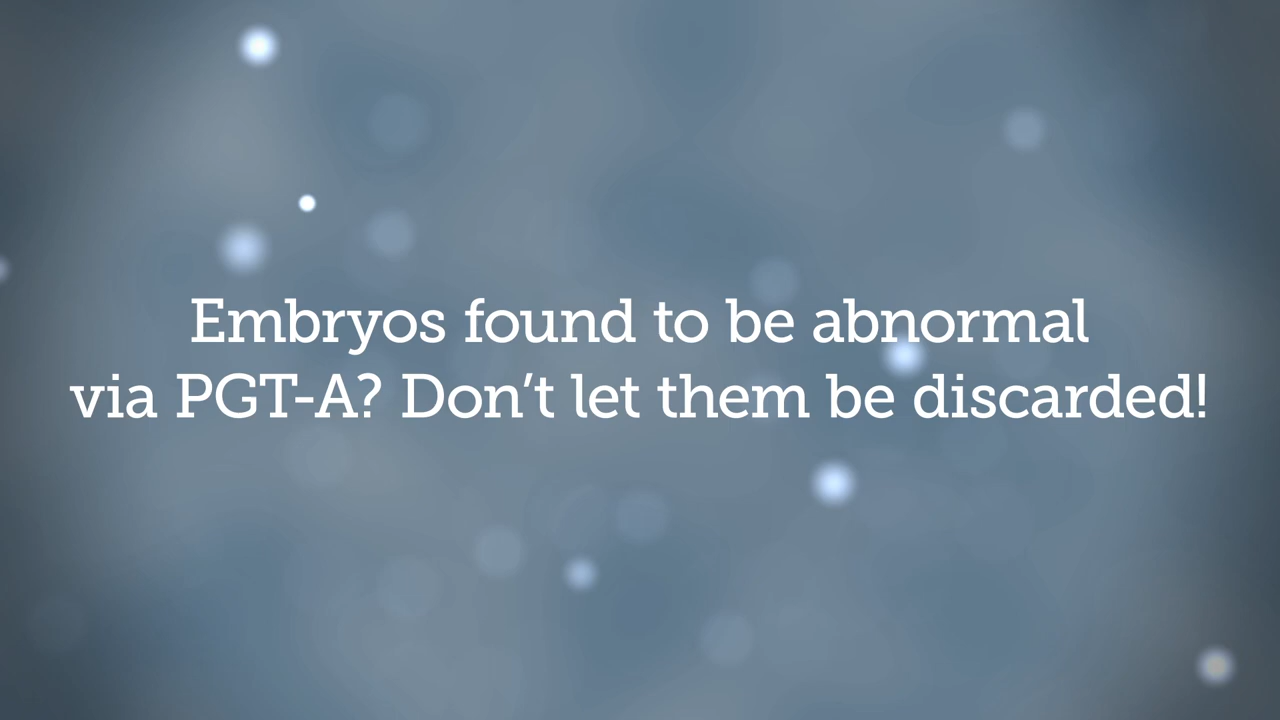 Embryos found to be abnormal
via PGT-A? Don’t let them be discarded!